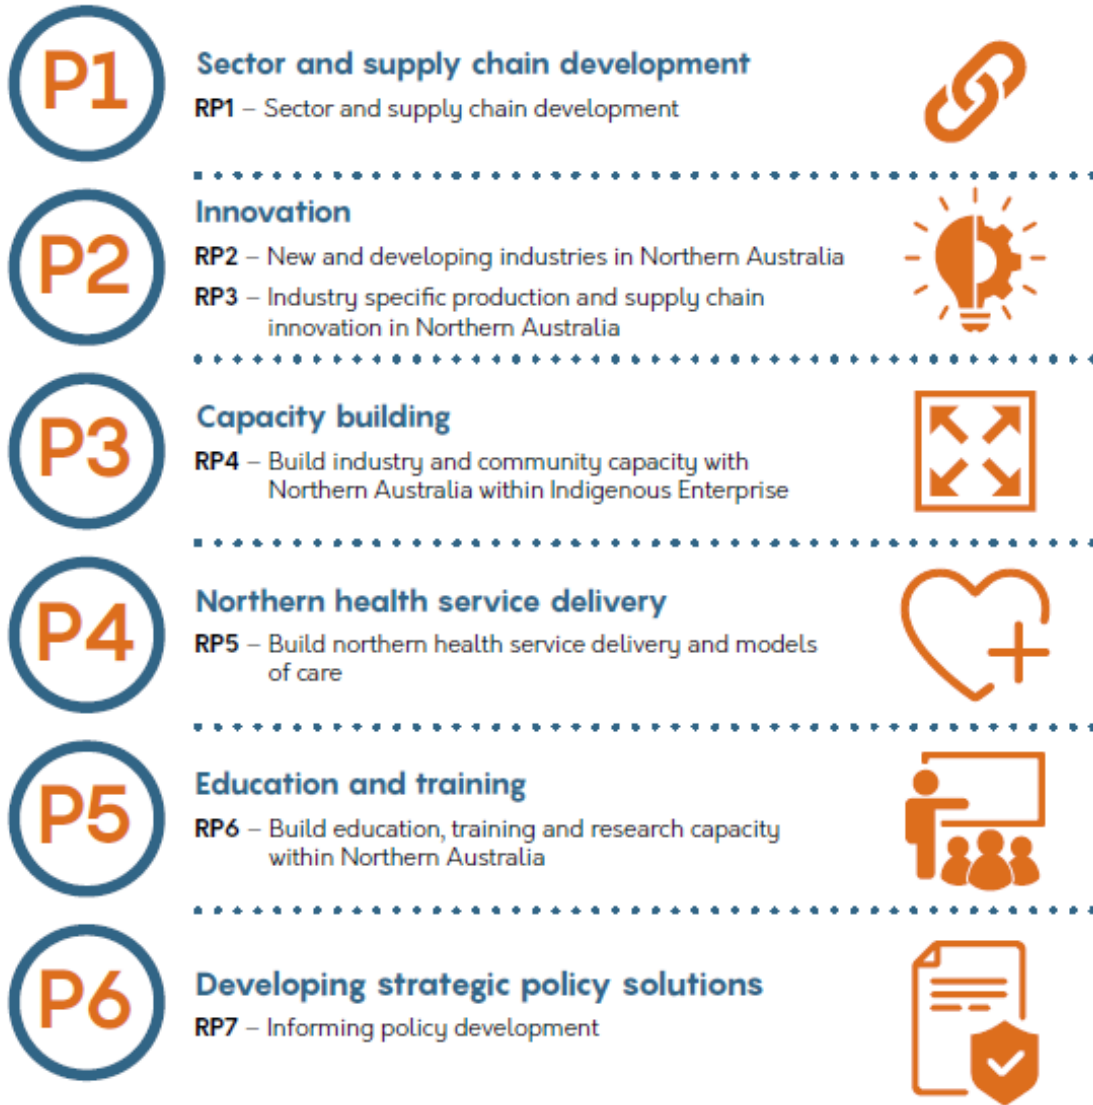 P1
Sector and supply chain development
RP1 – Sector and supply chain development
P2
Innovation
RP2 – New and developing industries in Northern Australia
RP3 – Industry specific production and supply chain
innovation in Northern Australia
P3
Capacity building
RP4 – Build industry and community capacity with
Northern Australia within Indigenous Enterprise
P4
Northern health service delivery
RP5 – Build northern health service delivery and models
of care
P5
Education and training
RP6 – Build education, training and research capacity
within Northern Australia
P6
Developing strategic policy solutions
RP7 – Informing policy development